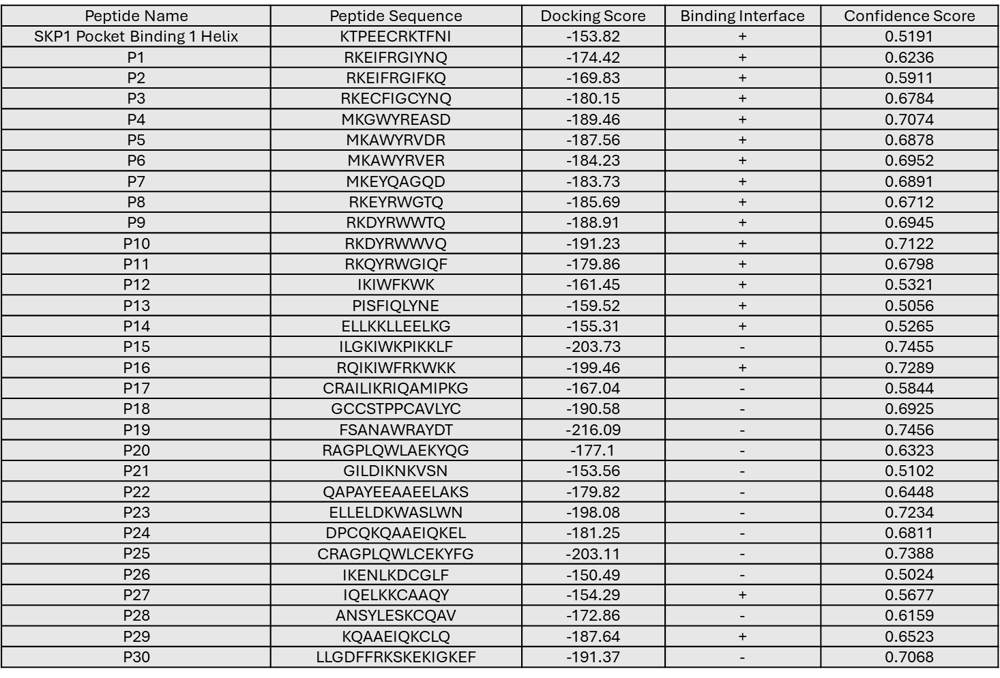 Peptide Name Peptide Sequence Docking Score Binding Interface Confidence Score
SKP1 Pocket Binding 1 Helix KTPEECRKTFNI -153.82 + 0.5191
P1 RKEIFRGIYNQ -174.42 + 0.6236
P2 RKEIFRGIFKQ -169.83 + 0.5911
P3 RKECFIGCYNQ -180.15 + 0.6784
P4 MKGWYREASD -189.46 + 0.7074
P5 MKAWYRVDR -187.56 + 0.6878
P6 MKAWYRVER -184.23 + 0.6952
P7 MKEYQAGQD -183.73 + 0.6891
P8 RKEYRWGTQ -185.69 + 0.6712
P9 RKDYRWWTQ -188.91 + 0.6945
P10 RKDYRWWVQ -191.23 + 0.7122
P11 RKQYRWGIQF -179.86 + 0.6798
P12 IKIWFKWK -161.45 + 0.5321
P13 PISFIQLYNE -159.52 + 0.5056
P14 ELLKKLLEELKG -155.31 + 0.5265
P15 ILGKIWKPIKKLF -203.73 - 0.7455
P16 RQIKIWFRKWKK -199.46 + 0.7289
P17 CRAILIKRIQAMIPKG -167.04 - 0.5844
P18 GCCSTPPCAVLYC -190.58 - 0.6925
P19 FSANAWRAYDT -216.09 - 0.7456
P20 RAGPLQWLAEKYQG -177.1 - 0.6323
P21 GILDIKNKVSN -153.56 - 0.5102
P22 QAPAYEEAAEELAKS -179.82 - 0.6448
P23 ELLELDKWASLWN -198.08 - 0.7234
P24 DPCQKQAAEIQKEL -181.25 - 0.6811
P25 CRAGPLQWLCEKYFG -203.11 - 0.7388
P26 IKENLKDCGLF -150.49 - 0.5024
P27 IQELKKCAAQY -154.29 + 0.5677
P28 ANSYLESKCQAV -172.86 - 0.6159
P29 KQAAEIQKCLQ -187.64 + 0.6523
P30 LLGDFFRKSKEKIGKEF -191.37 - 0.7068